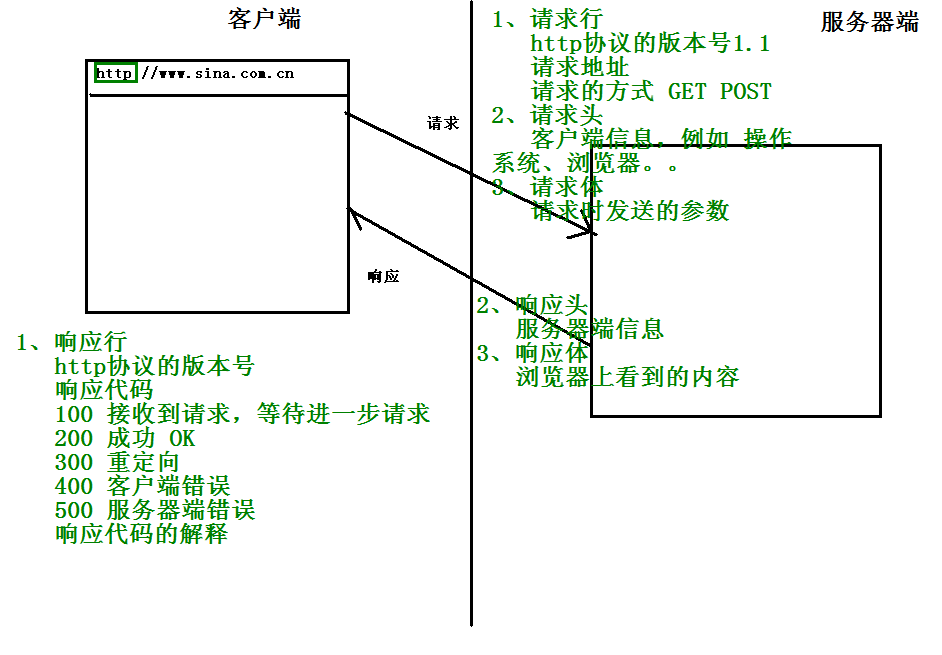 客户端
http //www.sina.com.cn
请求
响应
1、响应行
http协议的版本号
响应代码
100 接收到请求，等待进一步请求
200 成功 OK
300 重定向
400 客户端错误
500 服务器端错误
响应代码的解释
服务器端
1、请求行
http协议的版本号1.1
请求地址
请求的方式 GET POST
2、请求头
客户端信息，例如 操作
系统、浏览器。。
3、请求体
请求时发送的参数
2、响应头
服务器端信息
3、响应体
浏览器上看到的内容